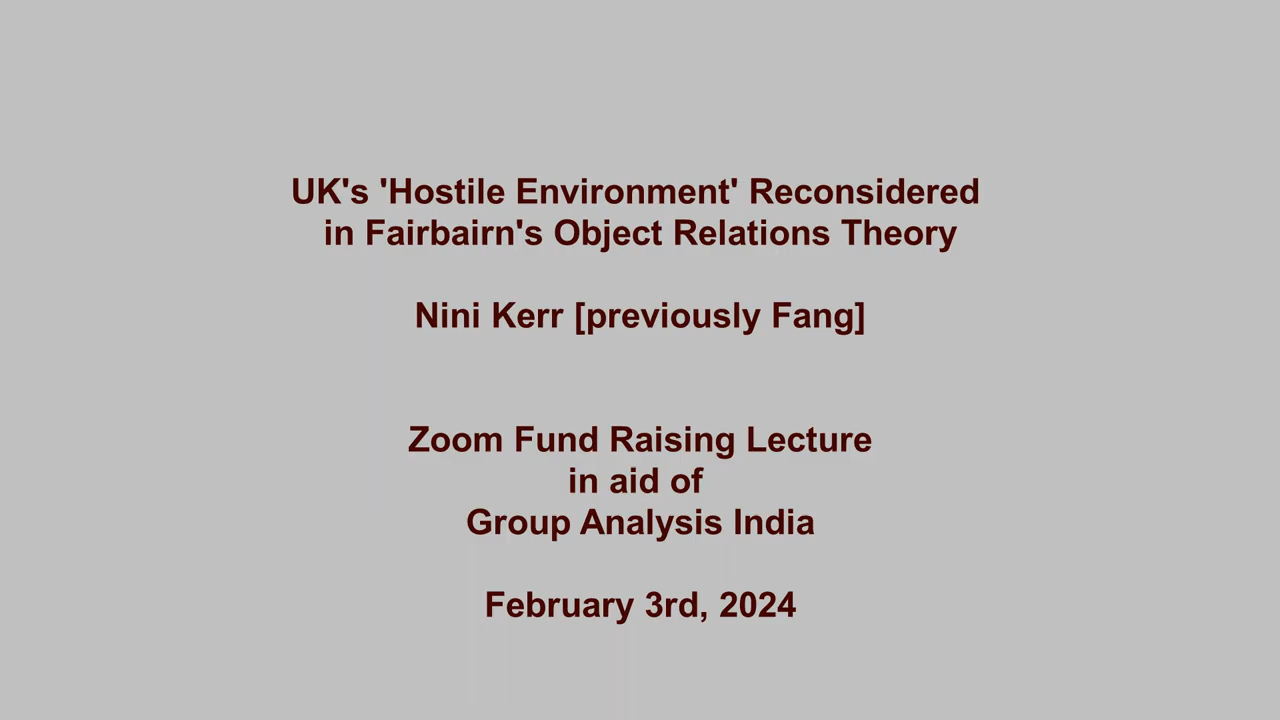 UK's 'Hostile Environment' Reconsidered
in Fairbairn's Object Relations Theory
Nini Kerr [previously Fang]
Zoom Fund Raising Lecture
in aid of
Group Analysis India
February 3rd, 2024